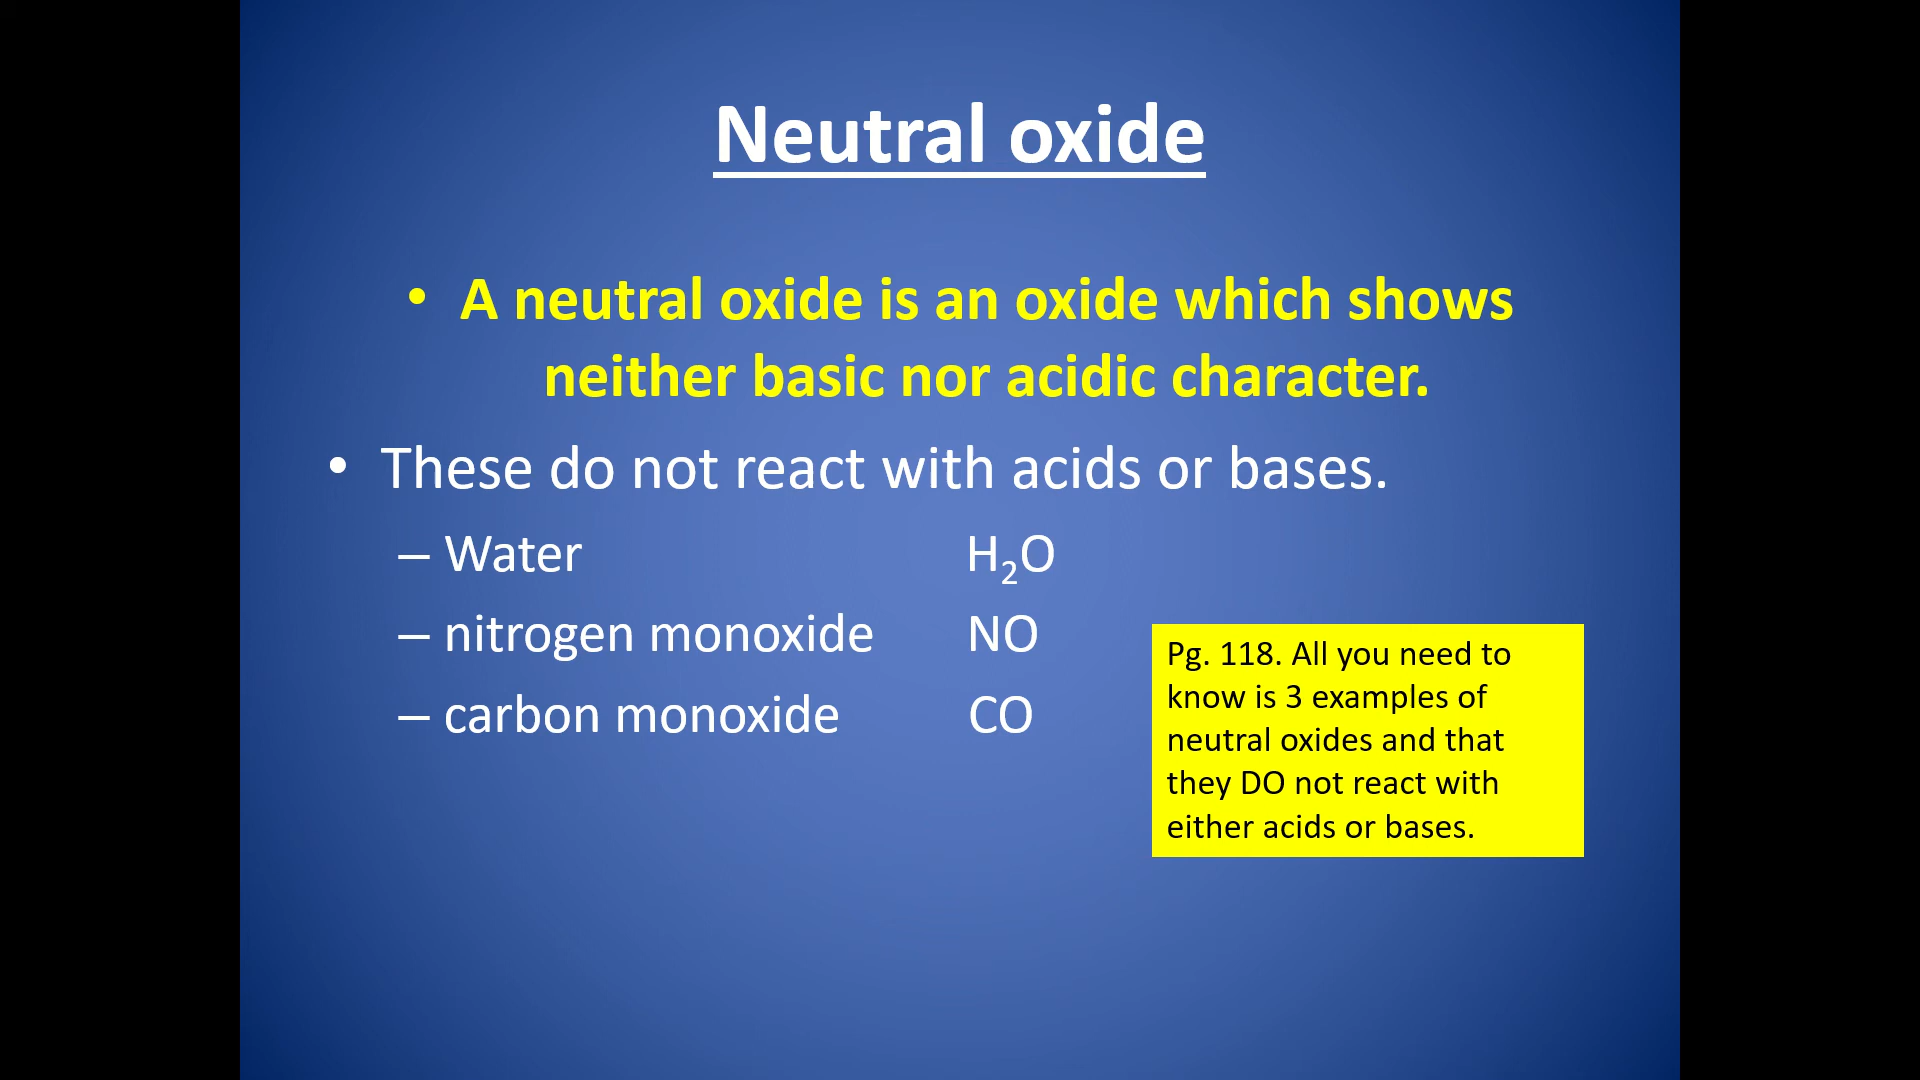 Neutral oxide
• A neutral oxide is an oxide which shows
neither basic nor acidic character.
• These do not react with acids or bases.
– Water H₂O
– nitrogen monoxide NO
– carbon monoxide CO
Pg. 118. All you need to
know is 3 examples of
neutral oxides and that
they DO not react with
either acids or bases.